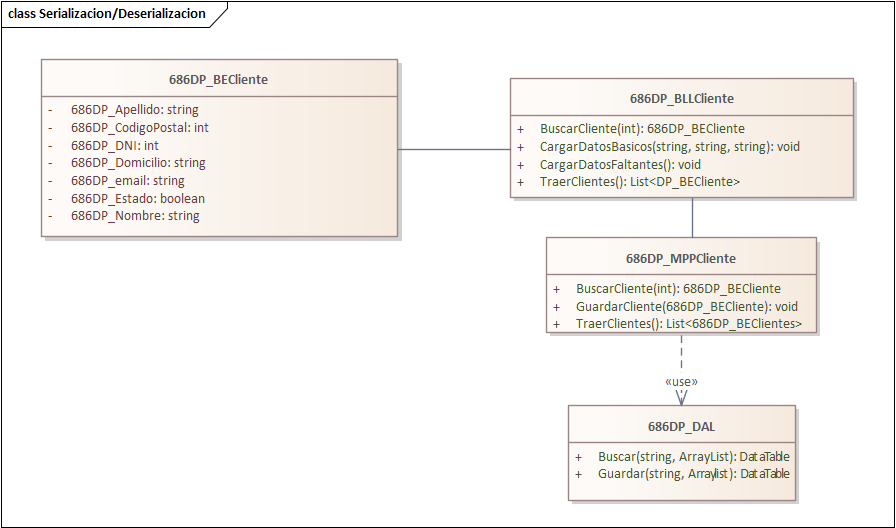 class Serializacion/Deserializacion
686DP_BECliente
- 686DP_Apellido: string
- 686DP_CodigoPostal: int
- 686DP_DNI: int
- 686DP_Domicilio: string
- 686DP_email: string
- 686DP_Estado: boolean
- 686DP_Nombre: string
686DP_BLLCliente
+ BuscarCliente(int): 686DP_BECliente
+ CargarDatosBasicos(string, string, string): void
+ CargarDatosFaltantes(): void
+ TraerClientes(): List<DP_BECliente>
686DP_MPPCliente
+ BuscarCliente(int): 686DP_BECliente
+ GuardarCliente(686DP_BECliente): void
+ TraerClientes(): List<686DP_BEClientes>
«use»
686DP_DAL
+ Buscar(string, ArrayList): DataTable
+ Guardar(string, Arraylist): DataTable